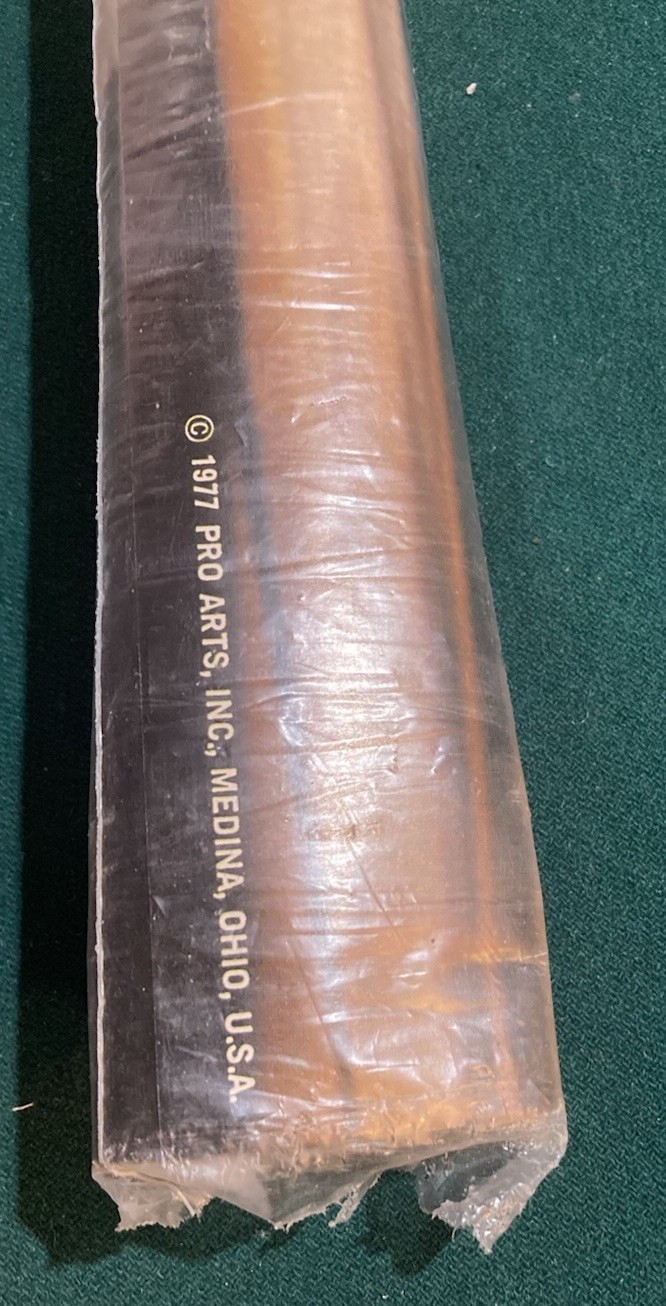 © 1977 PRO ARTS, INC., MEDINA, OHIO, U.S.A.